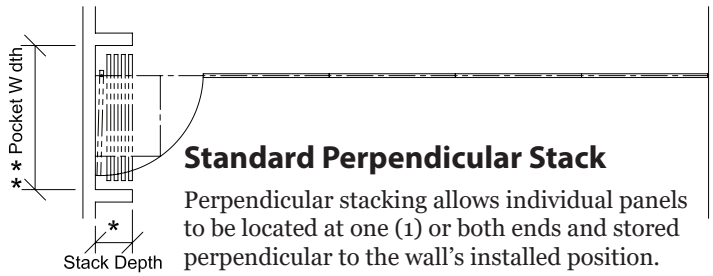 ** Pocket W dth
*
Stack Depth
Standard Perpendicular Stack
Perpendicular stacking allows individual panels
to be located at one (1) or both ends and stored
perpendicular to the wall's installed position.